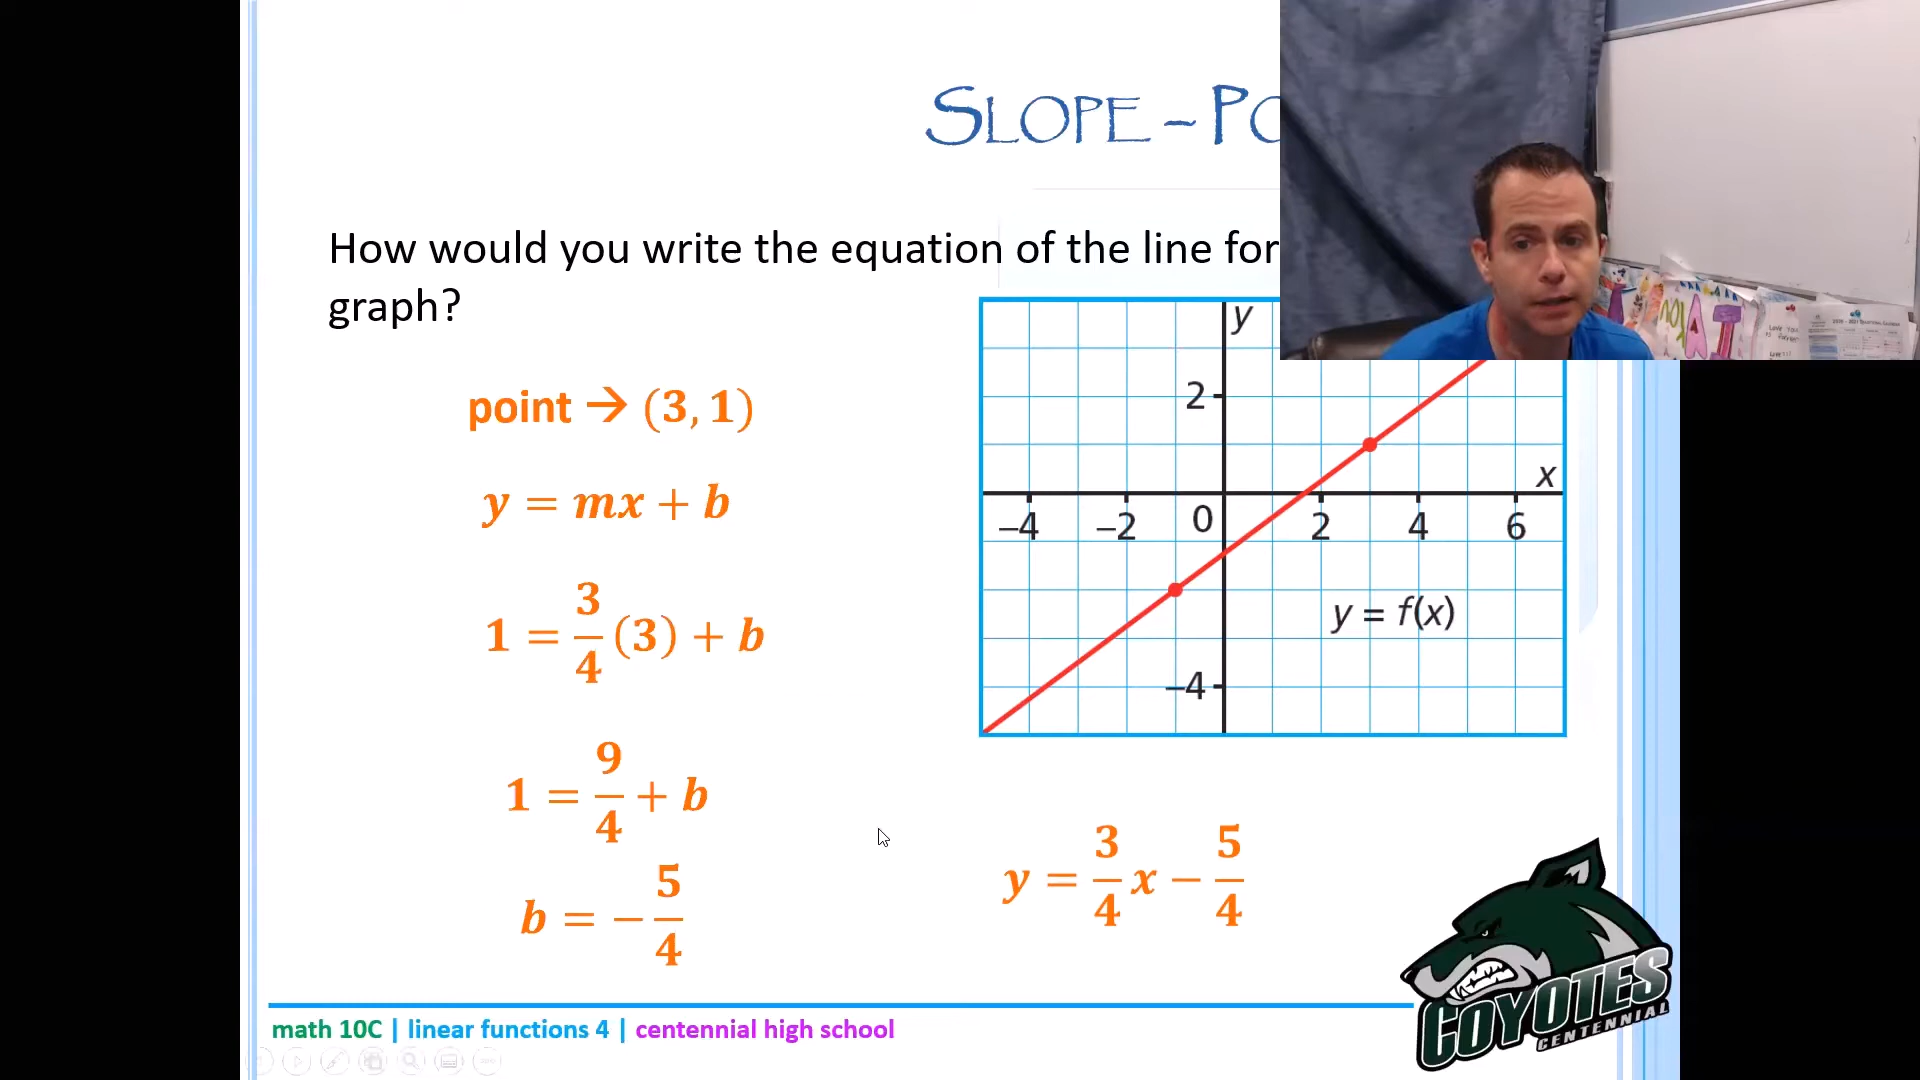 SLOPE – PO
How would you write the equation of the line for
graph?
point → (3, 1)
y = mx + b
1 = 3/4 (3) + b
1 = 9/4 + b
b = − 5/4
y
2
x
–4 –2 0 2 4 6
y = f(x)
–4
y = 3/4 x − 5/4
COYOTES
CENTENNIAL
math 10C | linear functions 4 | centennial high school